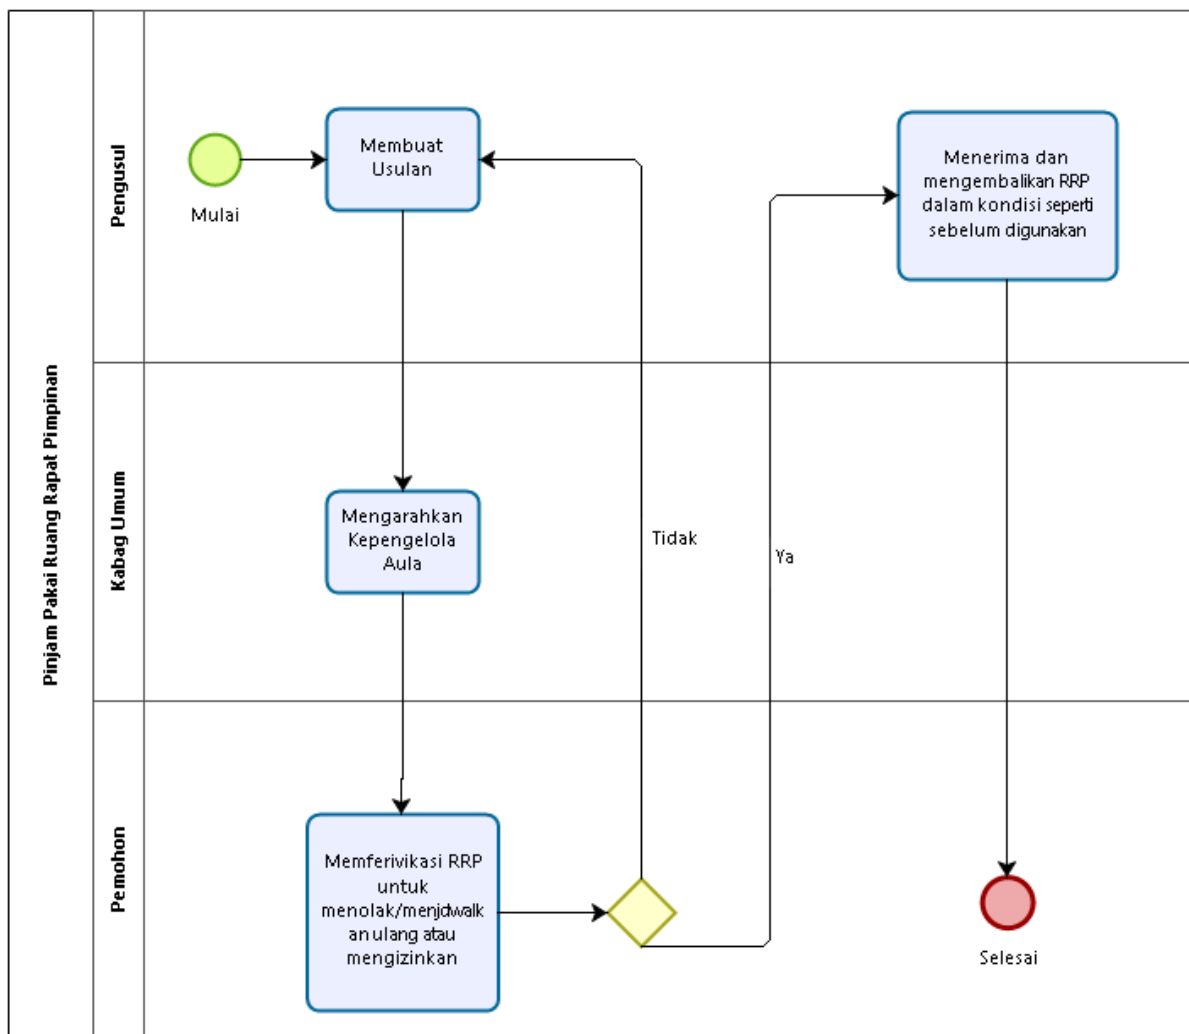 Pinjam Pakai Ruang Rapat Pimpinan
Pengusul
Mulai
Membuat
Usulan
Menerima dan
mengembalikan RRP
dalam kondisi seperti
sebelum digunakan
Kabag Umum
Mengarahkan
Kepengelola
Aula
Tidak
Ya
Pemohon
Memferivikasi RRP
untuk
menolak/menjdwalk
an ulang atau
mengizinkan
Selesai